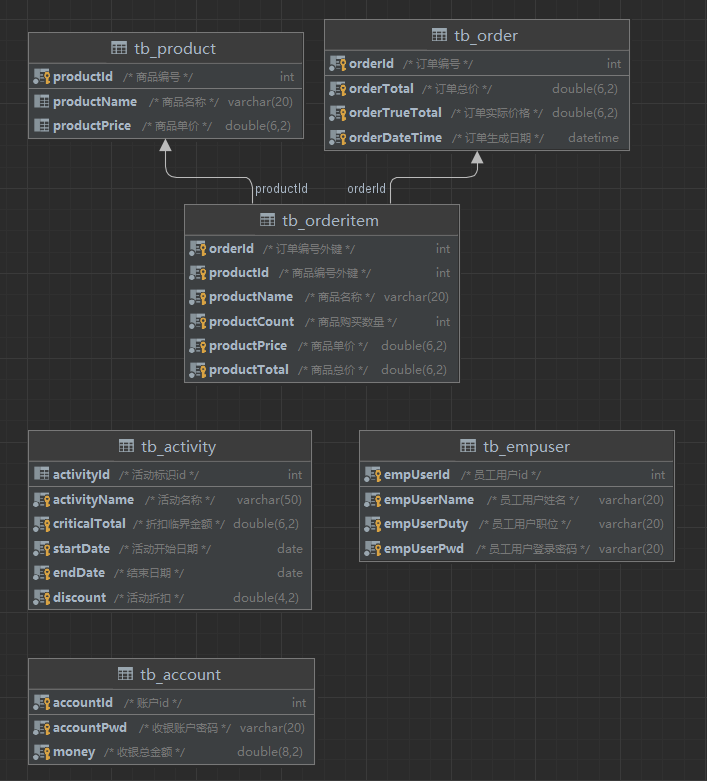 tb_product
productId /* 商品编号 */ int
productName /* 商品名称 */ varchar(20)
productPrice /* 商品单价 */ double(6,2)
tb_order
orderId /* 订单编号 */ int
orderTotal /* 订单总价 */ double(6,2)
orderTrueTotal /* 订单实际价格 */ double(6,2)
orderDateTime /* 订单生成日期 */ datetime
productId
orderId
tb_orderitem
orderId /* 订单编号外键 */ int
productId /* 商品编号外键 */ int
productName /* 商品名称 */ varchar(20)
productCount /* 商品购买数量 */ int
productPrice /* 商品单价 */ double(6,2)
productTotal /* 商品总价 */ double(6,2)
tb_activity
activityId /* 活动标识id */ int
activityName /* 活动名称 */ varchar(50)
criticalTotal /* 折扣临界金额 */ double(6,2)
startDate /* 活动开始日期 */ date
endDate /* 结束日期 */ date
discount /* 活动折扣 */ double(4,2)
tb_empuser
empUserId /* 员工用户id */ int
empUserName /* 员工用户姓名 */ varchar(20)
empUserDuty /* 员工用户职位 */ varchar(20)
empUserPwd /* 员工用户登录密码 */ varchar(20)
tb_account
accountId /* 账户id */ int
accountPwd /* 收银账户密码 */ varchar(20)
money /* 收银总金额 */ double(8,2)